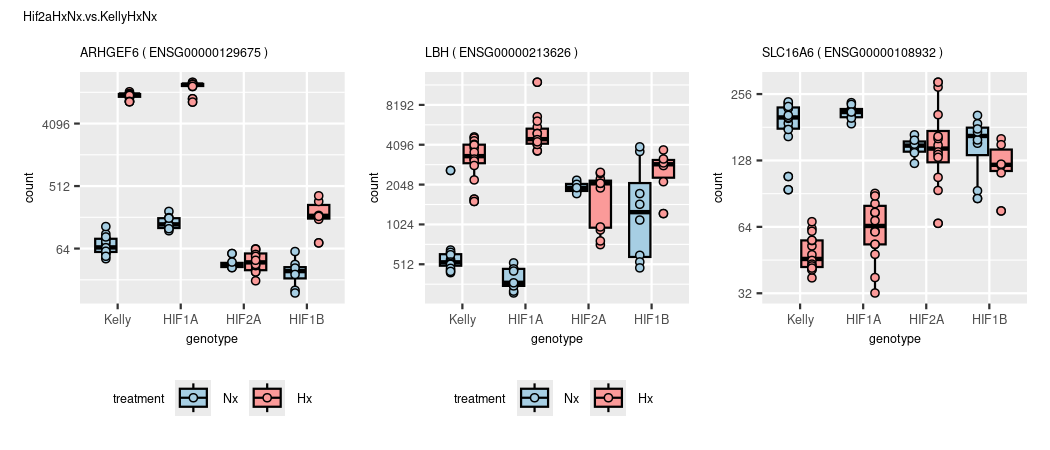 Hif2aHxNx.vs.KellyHxNx
ARHGEF6 ( ENSG00000129675 )
count
4096
512
64
Kelly
HIF1A
HIF2A
HIF1B
genotype
LBH ( ENSG00000213626 )
count
8192
4096
2048
1024
512
Kelly
HIF1A
HIF2A
HIF1B
genotype
SLC16A6 ( ENSG00000108932 )
count
256
128
64
32
Kelly
HIF1A
HIF2A
HIF1B
genotype
treatment Nx Hx
treatment Nx Hx